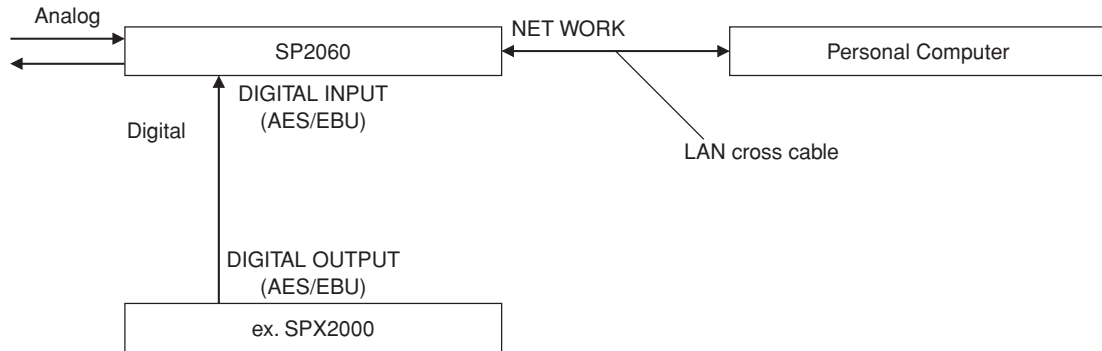 Analog
SP2060
NET WORK
Personal Computer
DIGITAL INPUT
(AES/EBU)
Digital
LAN cross cable
DIGITAL OUTPUT
(AES/EBU)
ex. SPX2000